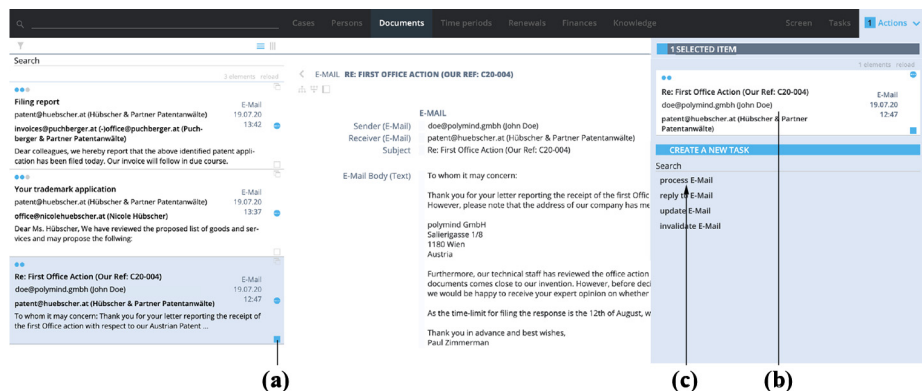 Cases Persons Documents Time periods Renewals Finances Knowledge Screen Tasks 1 Actions
Search
3 elements reload
Filing report
E-Mail
patent@huebscher.at (Hübscher & Partner Patentanwälte)
19.07.20
13:42
invoices@puchberger.at (-)office@puchberger.at (Puch-
berger & Partner Patentanwälte)
Dear colleagues, we hereby report that the above identified patent appli-
cation has been filed today. Our invoice will follow in due course.
Your trademark application
E-Mail
patent@huebscher.at (Hübscher & Partner Patentanwälte)
19.07.20
13:37
office@nicolehuebscher.at (Nicole Hübscher)
Dear Ms. Hübscher, We have reviewed the proposed list of goods and ser-
vices and may propose the following:
Re: First Office Action (Our Ref: C20-004)
E-Mail
doe@polymind.gmbh (John Doe)
19.07.20
12:47
patent@huebscher.at (Hübscher & Partner Patentanwälte)
To whom it may concern: Thank you for your letter reporting the receipt of
the first Office action with respect to our Austrian Patent ...
E-MAIL RE: FIRST OFFICE ACTION (OUR REF: C20-004)
E-MAIL
Sender (E-Mail) doe@polymind.gmbh (John Doe)
Receiver (E-Mail) patent@huebscher.at (Hübscher & Partner Patentanwälte)
Subject Re: First Office Action (Our Ref: C20-004)
E-Mail Body (Text) To whom it may concern:
Thank you for your letter reporting the receipt of the first Offic
However, please note that the address of our company has me
polymind GmbH
Salierigasse 1/8
1180 Wien
Austria
Furthermore, our technical staff has reviewed the office action
documents comes close to our invention. However, before deci
we would be happy to receive your expert opinion on whether
As the time-limit for filing the response is the 12th of August, w
Thank you in advance and best wishes,
Paul Zimmerman
1 SELECTED ITEM
1 elements reload
Re: First Office Action (Our Ref: C20-004)
E-Mail
doe@polymind.gmbh (John Doe)
19.07.20
12:47
patent@huebscher.at (Hübscher & Partner
Patentanwälte)
CREATE A NEW TASK
Search
process E-Mail
reply to E-Mail
update E-Mail
invalidate E-Mail
(a) (c) (b)